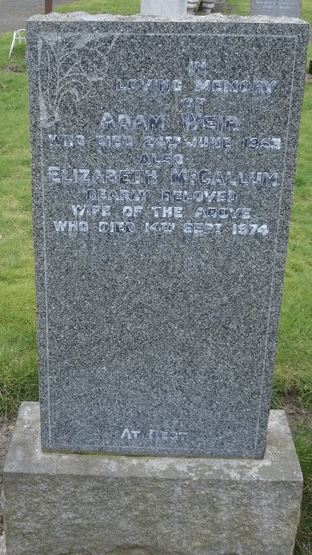 IN
LOVING MEMORY
OF
ADAM WEIR
WHO DIED 24TH JUNE 1943
ALSO
ELIZABETH McCALLUM
DEARLY BELOVED
WIFE OF THE ABOVE
WHO DIED 14TH SEPT 1974
AT REST